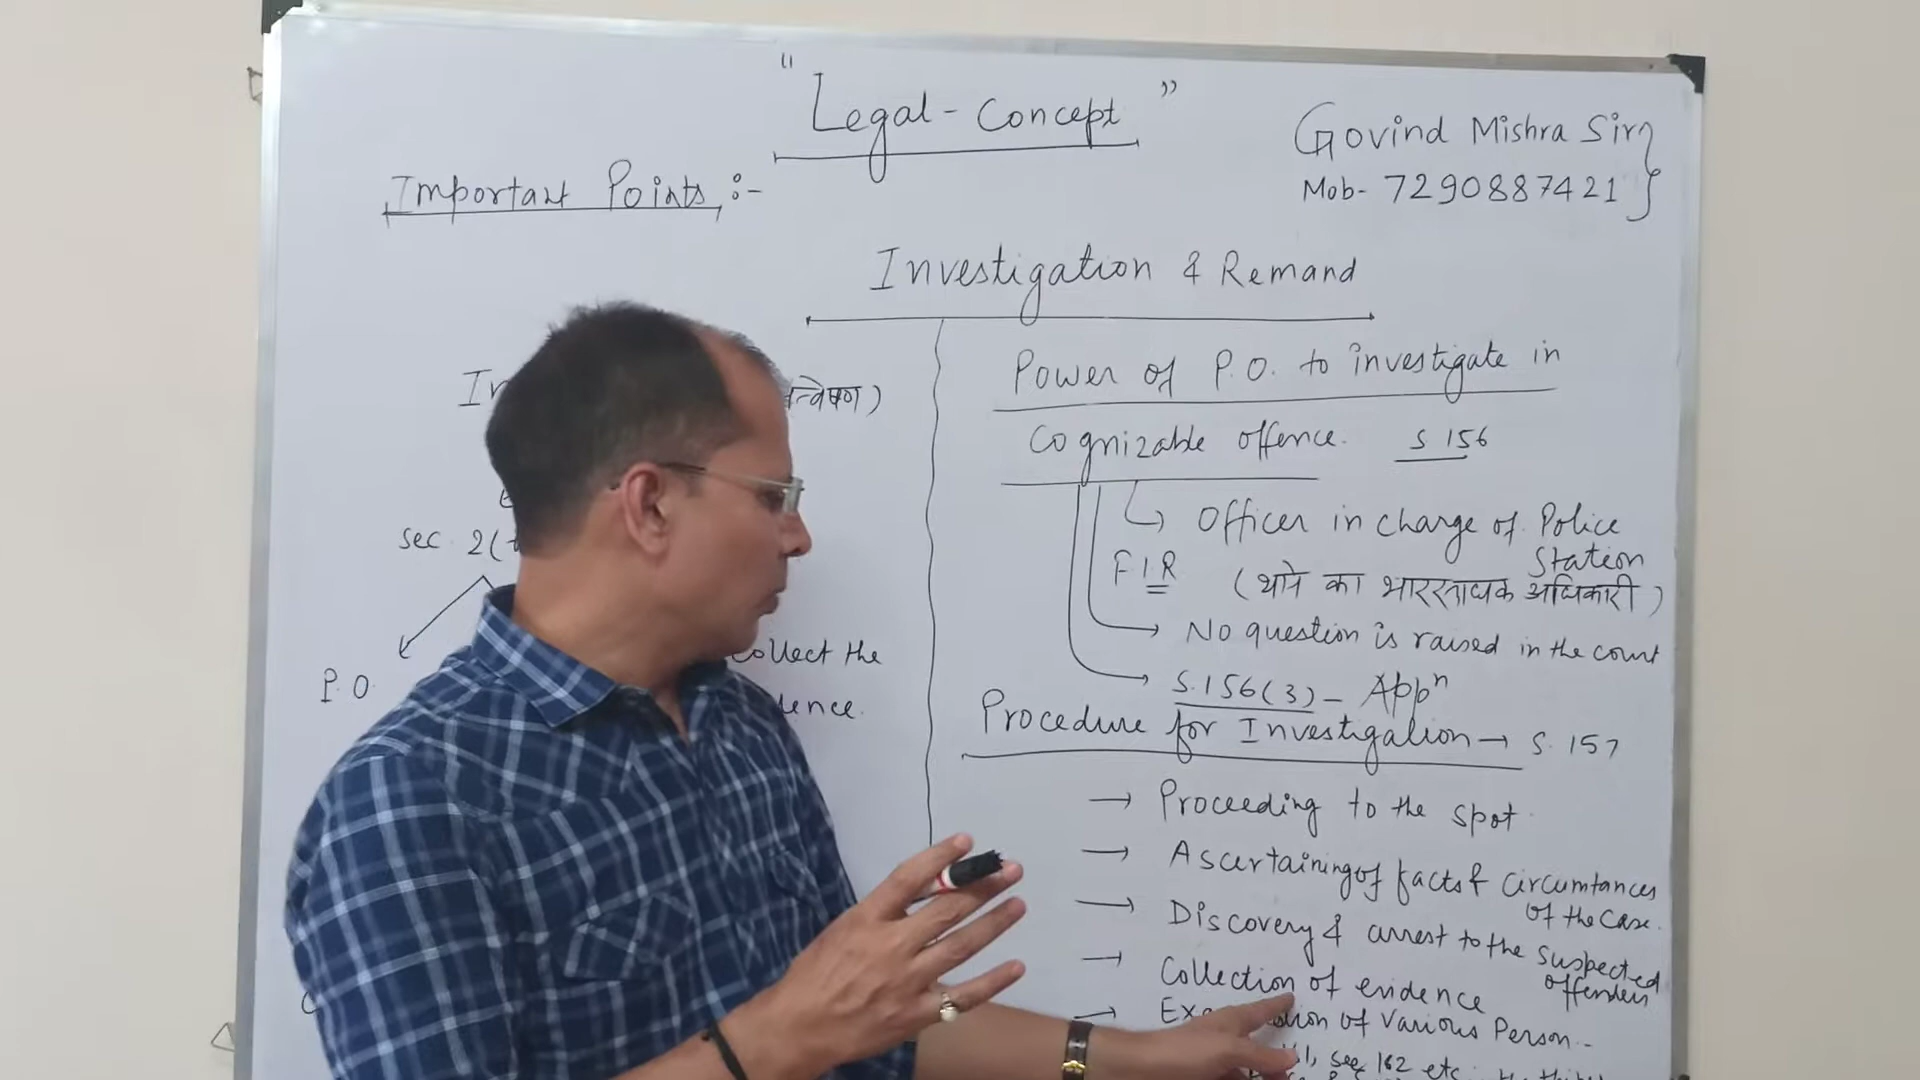 "Legal-Concept"
Govind Mishra Sir
Mob- 7290887421
Important Points :-
Investigation & Remand
sec. 2(
P.O.
collect the
Power of P.O. to investigate in
Cognizable offence. S 156
Officer in charge of Police
Station
FIR
(थाने का भारसाधक अधिकारी)
No question is raised in the court
S.156(3) - Appn
Procedure for Investigation → S. 157
→ Proceeding to the spot.
→ Ascertaining of facts & Circumtances
of the case.
→ Discovery & arrest to the suspected
offenders
→ Collection of evidence
→ of Various Person -
sec 162 etc